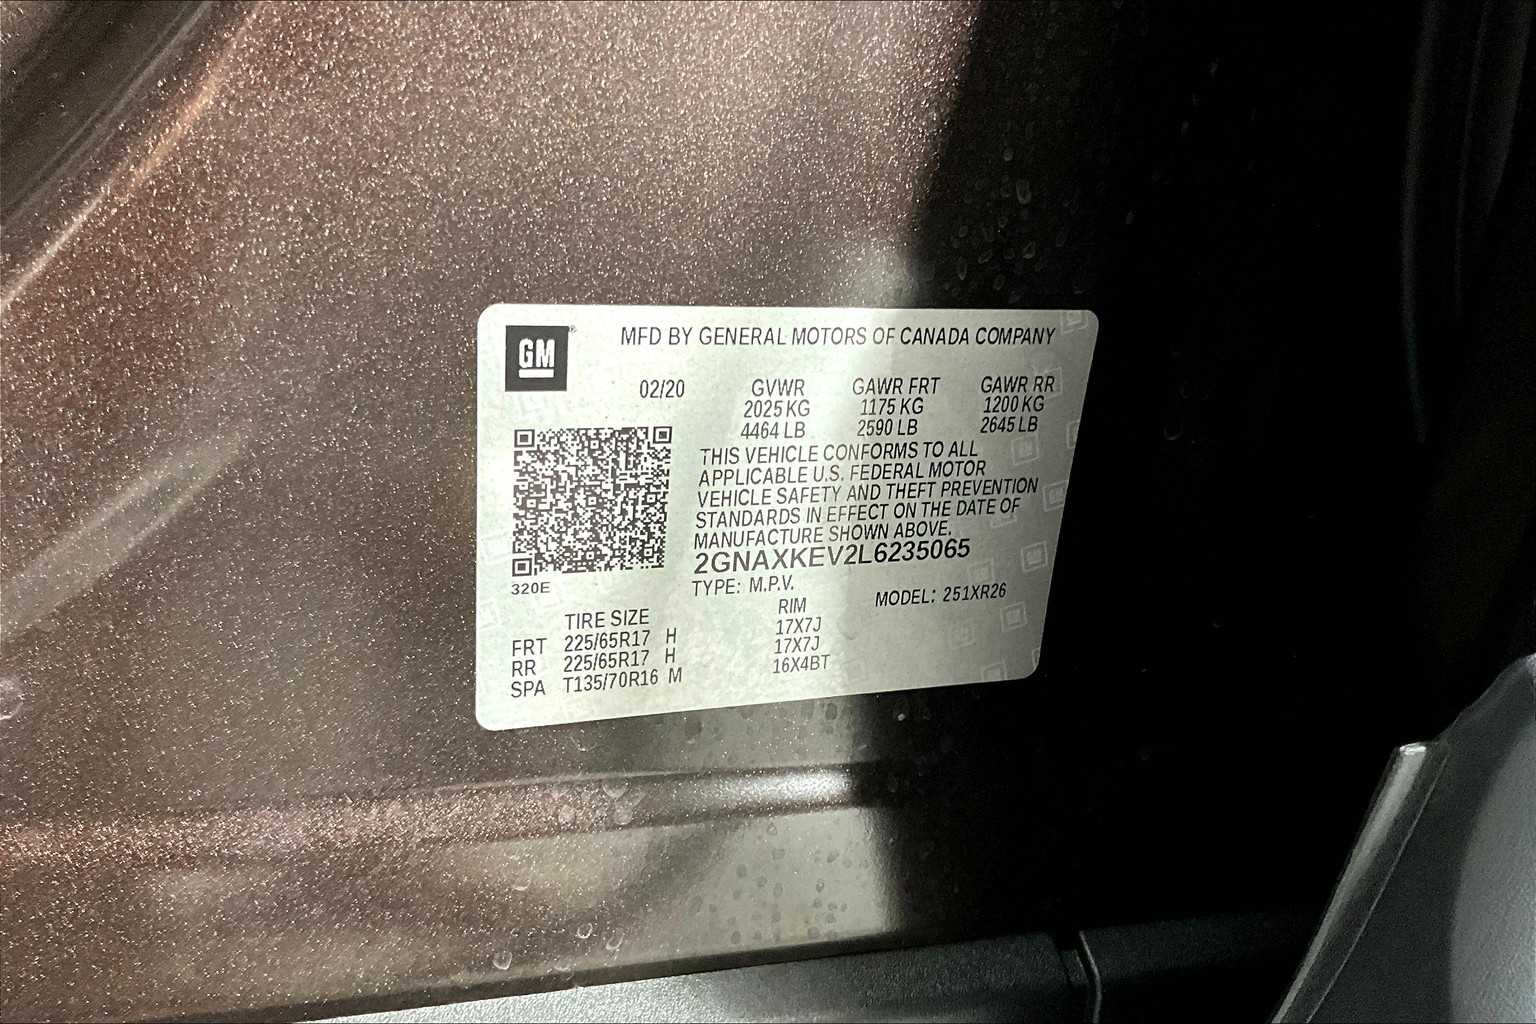 GM
MFD BY GENERAL MOTORS OF CANADA COMPANY
02/20 GVWR GAWR FRT GAWR RR
2025 KG 1175 KG 1200 KG
4464 LB 2590 LB 2645 LB
THIS VEHICLE CONFORMS TO ALL
APPLICABLE U.S. FEDERAL MOTOR
VEHICLE SAFETY AND THEFT PREVENTION
STANDARDS IN EFFECT ON THE DATE OF
MANUFACTURE SHOWN ABOVE.
2GNAXKEV2L6235065
320E
TYPE: M.P.V. MODEL: 251XR26
TIRE SIZE RIM
FRT 225/65R17 H 17X7J
RR 225/65R17 H 17X7J
SPA T135/70R16 M 16X4BT